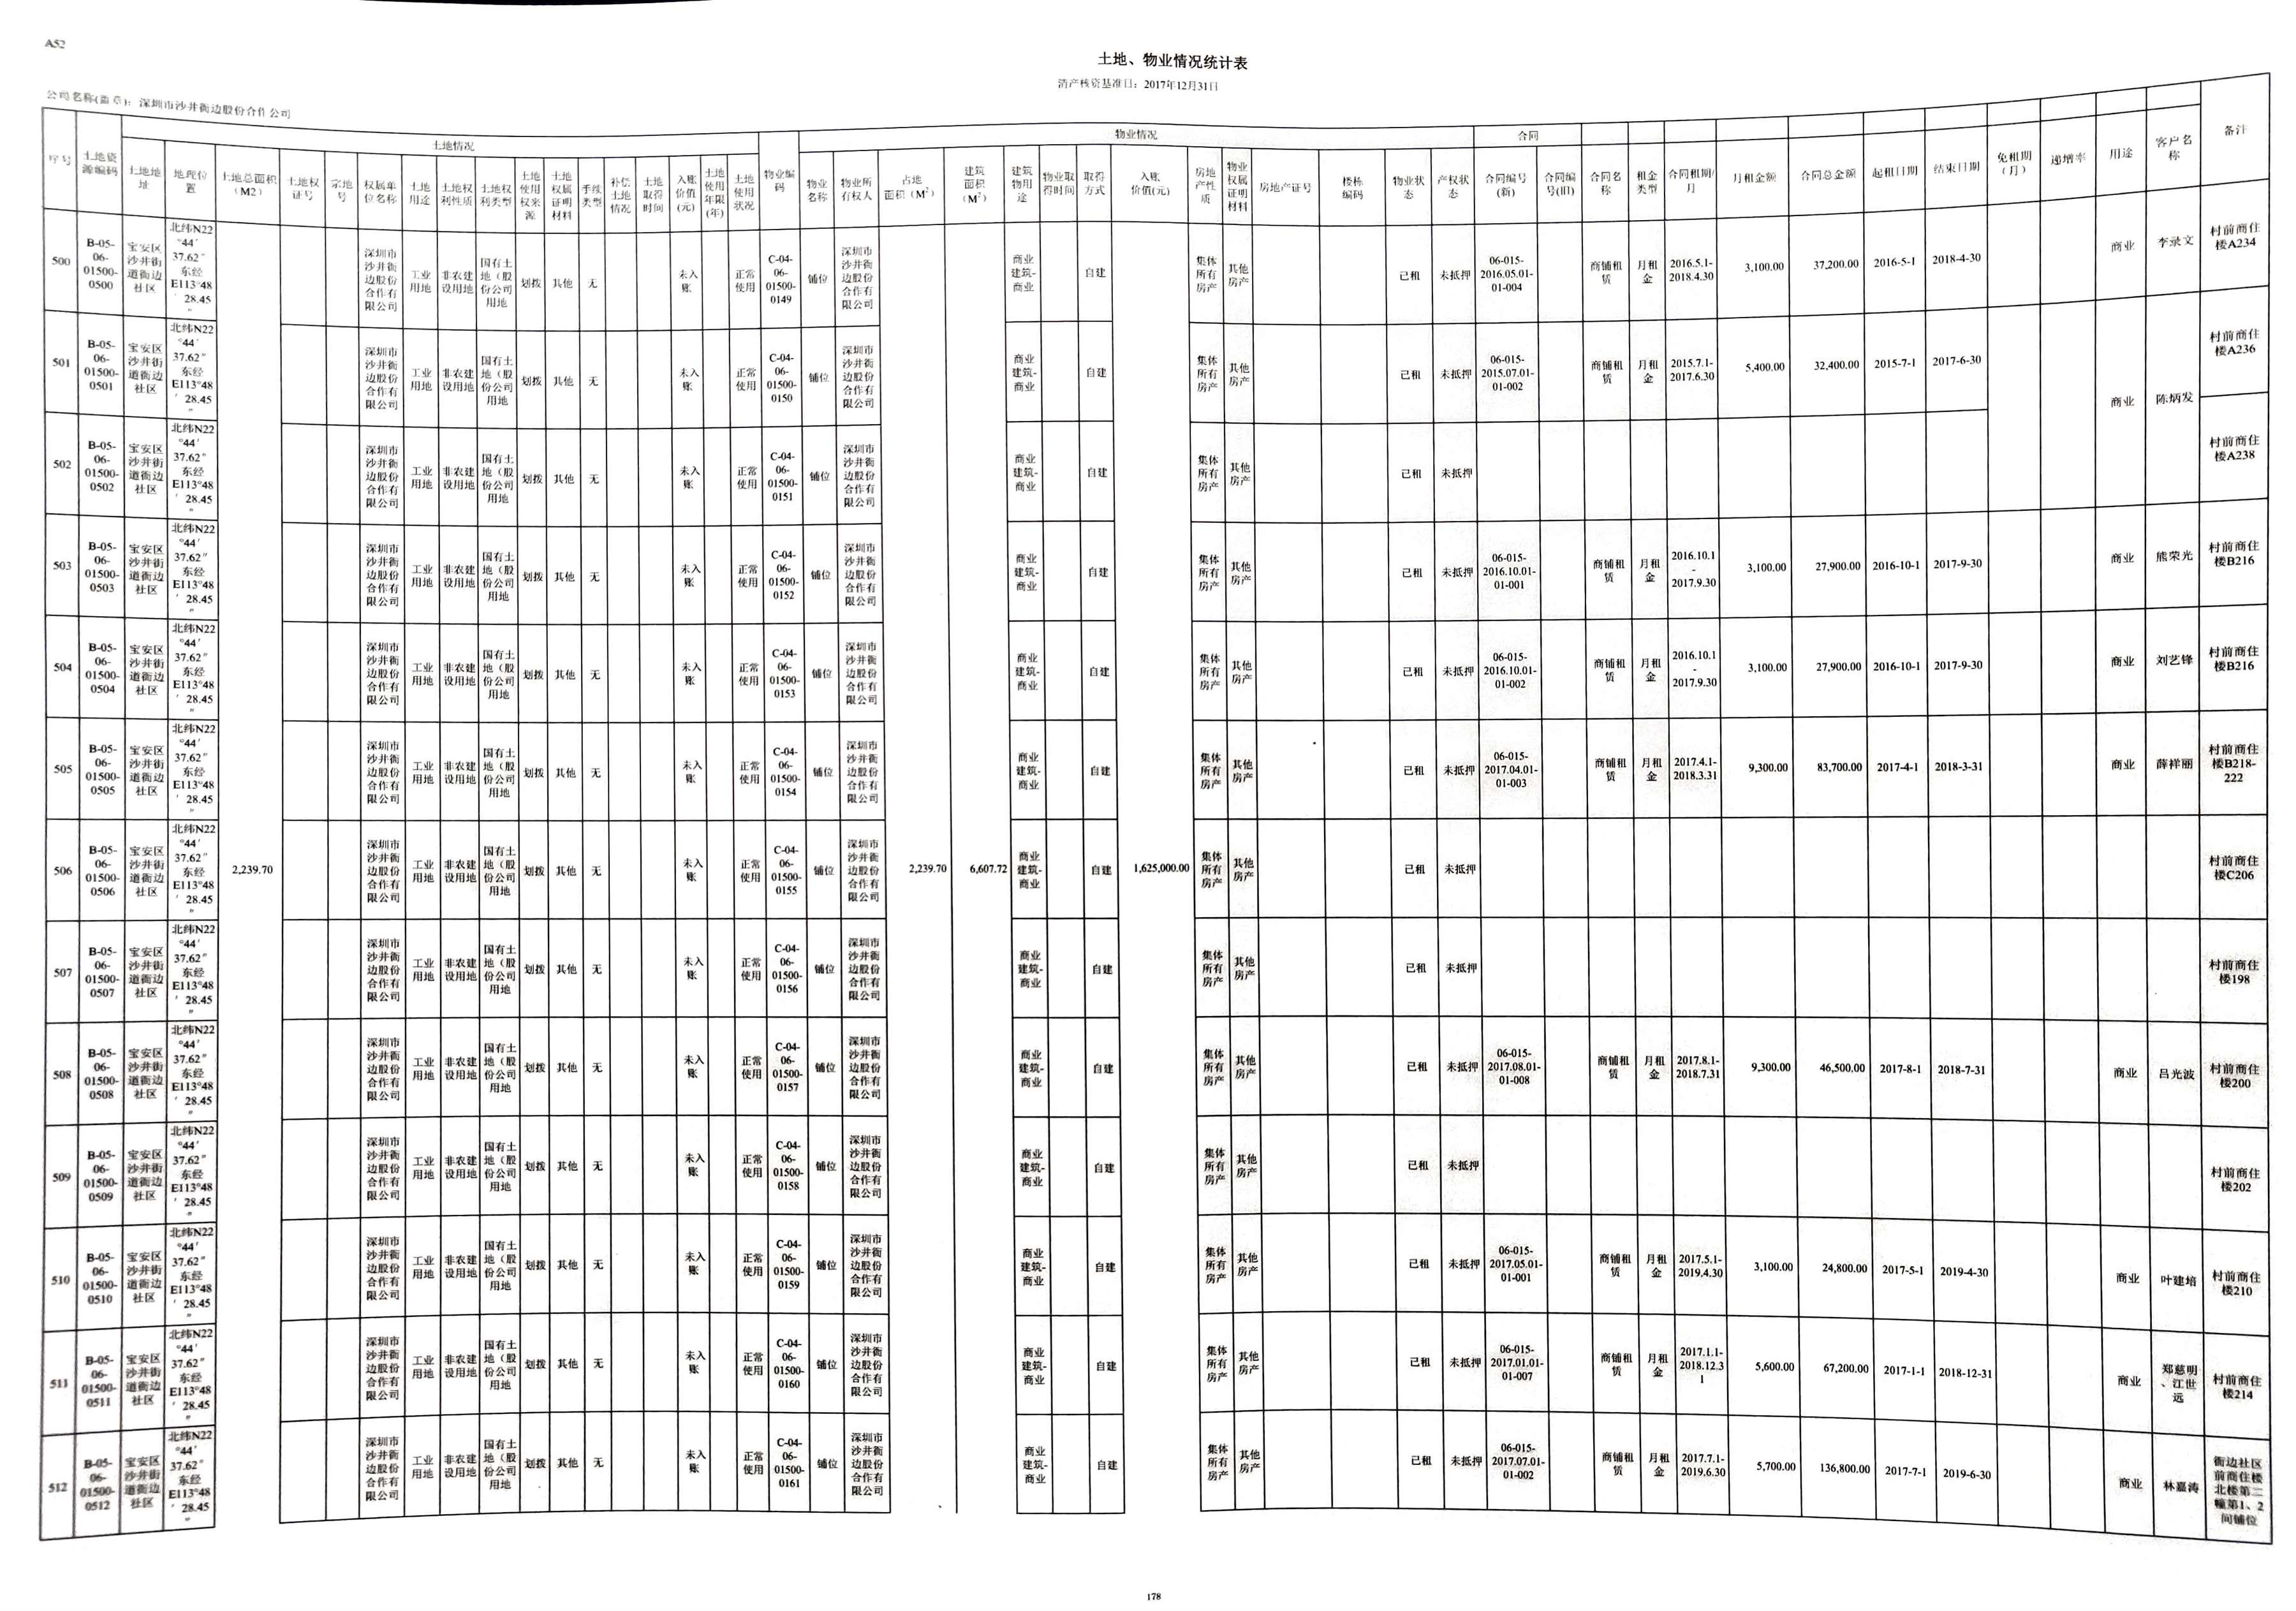 A52
土地、物业情况统计表
清产核资基准日：2017年12月31日
公司名称(盖章)：深圳市沙井衙边股份合作公司
序号 土地资源编码 土地情况 物业编码 物业情况 合同 备注
土地地址 地理位置 土地总面积（M2） 土地权证号 宗地号 权属单位名称 土地用途 土地权利性质 土地权利类型 土地使用权来源 土地权属证明材料 手续类型 补偿土地情况 土地取得时间 入账价值(元) 土地使用年限(年) 土地使用状况 物业名称 物业所有权人 占地面积（M²） 建筑面积（M²） 建筑物用途 物业取得时间 取得方式 入账价值(元) 房地产性质 物业权属证明材料 房地产证号 楼栋编码 物业状态 产权状态 合同编号(新) 合同编号(旧) 合同名称 租金类型 合同租期/月 月租金额 合同总金额 起租日期 结束日期 免租期（月） 递增率 用途 客户名称
500 B-05-06-01500-0500 宝安区沙井街道衙边社区 北纬N22°44′37.62″东经E113°48′28.45″ 深圳市沙井衙边股份合作有限公司 工业用地 非农建设用地 国有土地（股份公司用地 划拨 其他 无 未入账 正常使用 C-04-06-01500-0149 铺位 深圳市沙井衙边股份合作有限公司 商业建筑-商业 自建 集体所有房产 其他房产 已租 未抵押 06-015-2016.05.01-01-004 商铺租赁 月租金 2016.5.1-2018.4.30 3,100.00 37,200.00 2016-5-1 2018-4-30 商业 李录文 村前商住楼A234
501 B-05-06-01500-0501 宝安区沙井街道衙边社区 北纬N22°44′37.62″东经E113°48′28.45″ 深圳市沙井衙边股份合作有限公司 工业用地 非农建设用地 国有土地（股份公司用地 划拨 其他 无 未入账 正常使用 C-04-06-01500-0150 铺位 深圳市沙井衙边股份合作有限公司 商业建筑-商业 自建 集体所有房产 其他房产 已租 未抵押 06-015-2015.07.01-01-002 商铺租赁 月租金 2015.7.1-2017.6.30 5,400.00 32,400.00 2015-7-1 2017-6-30 商业 陈炳发 村前商住楼A236
502 B-05-06-01500-0502 宝安区沙井街道衙边社区 北纬N22°44′37.62″东经E113°48′28.45″ 深圳市沙井衙边股份合作有限公司 工业用地 非农建设用地 国有土地（股份公司用地 划拨 其他 无 未入账 正常使用 C-04-06-01500-0151 铺位 深圳市沙井衙边股份合作有限公司 商业建筑-商业 自建 集体所有房产 其他房产 已租 未抵押 村前商住楼A238
503 B-05-06-01500-0503 宝安区沙井街道衙边社区 北纬N22°44′37.62″东经E113°48′28.45″ 深圳市沙井衙边股份合作有限公司 工业用地 非农建设用地 国有土地（股份公司用地 划拨 其他 无 未入账 正常使用 C-04-06-01500-0152 铺位 深圳市沙井衙边股份合作有限公司 商业建筑-商业 自建 集体所有房产 其他房产 已租 未抵押 06-015-2016.10.01-01-001 商铺租赁 月租金 2016.10.1-2017.9.30 3,100.00 27,900.00 2016-10-1 2017-9-30 商业 熊荣光 村前商住楼B216
504 B-05-06-01500-0504 宝安区沙井街道衙边社区 北纬N22°44′37.62″东经E113°48′28.45″ 深圳市沙井衙边股份合作有限公司 工业用地 非农建设用地 国有土地（股份公司用地 划拨 其他 无 未入账 正常使用 C-04-06-01500-0153 铺位 深圳市沙井衙边股份合作有限公司 商业建筑-商业 自建 集体所有房产 其他房产 已租 未抵押 06-015-2016.10.01-01-002 商铺租赁 月租金 2016.10.1-2017.9.30 3,100.00 27,900.00 2016-10-1 2017-9-30 商业 刘艺锋 村前商住楼B216
505 B-05-06-01500-0505 宝安区沙井街道衙边社区 北纬N22°44′37.62″东经E113°48′28.45″ 深圳市沙井衙边股份合作有限公司 工业用地 非农建设用地 国有土地（股份公司用地 划拨 其他 无 未入账 正常使用 C-04-06-01500-0154 铺位 深圳市沙井衙边股份合作有限公司 商业建筑-商业 自建 集体所有房产 其他房产 已租 未抵押 06-015-2017.04.01-01-003 商铺租赁 月租金 2017.4.1-2018.3.31 9,300.00 83,700.00 2017-4-1 2018-3-31 商业 薛祥丽 村前商住楼B218-222
506 B-05-06-01500-0506 宝安区沙井街道衙边社区 北纬N22°44′37.62″东经E113°48′28.45″ 2,239.70 深圳市沙井衙边股份合作有限公司 工业用地 非农建设用地 国有土地（股份公司用地 划拨 其他 无 未入账 正常使用 C-04-06-01500-0155 铺位 深圳市沙井衙边股份合作有限公司 2,239.70 6,607.72 商业建筑-商业 自建 1,625,000.00 集体所有房产 其他房产 已租 未抵押 村前商住楼C206
507 B-05-06-01500-0507 宝安区沙井街道衙边社区 北纬N22°44′37.62″东经E113°48′28.45″ 深圳市沙井衙边股份合作有限公司 工业用地 非农建设用地 国有土地（股份公司用地 划拨 其他 无 未入账 正常使用 C-04-06-01500-0156 铺位 深圳市沙井衙边股份合作有限公司 商业建筑-商业 自建 集体所有房产 其他房产 已租 未抵押 村前商住楼198
508 B-05-06-01500-0508 宝安区沙井街道衙边社区 北纬N22°44′37.62″东经E113°48′28.45″ 深圳市沙井衙边股份合作有限公司 工业用地 非农建设用地 国有土地（股份公司用地 划拨 其他 无 未入账 正常使用 C-04-06-01500-0157 铺位 深圳市沙井衙边股份合作有限公司 商业建筑-商业 自建 集体所有房产 其他房产 已租 未抵押 06-015-2017.08.01-01-008 商铺租赁 月租金 2017.8.1-2018.7.31 9,300.00 46,500.00 2017-8-1 2018-7-31 商业 吕光波 村前商住楼200
509 B-05-06-01500-0509 宝安区沙井街道衙边社区 北纬N22°44′37.62″东经E113°48′28.45″ 深圳市沙井衙边股份合作有限公司 工业用地 非农建设用地 国有土地（股份公司用地 划拨 其他 无 未入账 正常使用 C-04-06-01500-0158 铺位 深圳市沙井衙边股份合作有限公司 商业建筑-商业 自建 集体所有房产 其他房产 已租 未抵押 村前商住楼202
510 B-05-06-01500-0510 宝安区沙井街道衙边社区 北纬N22°44′37.62″东经E113°48′28.45″ 深圳市沙井衙边股份合作有限公司 工业用地 非农建设用地 国有土地（股份公司用地 划拨 其他 无 未入账 正常使用 C-04-06-01500-0159 铺位 深圳市沙井衙边股份合作有限公司 商业建筑-商业 自建 集体所有房产 其他房产 已租 未抵押 06-015-2017.05.01-01-001 商铺租赁 月租金 2017.5.1-2019.4.30 3,100.00 24,800.00 2017-5-1 2019-4-30 商业 叶建培 村前商住楼210
511 B-05-06-01500-0511 宝安区沙井街道衙边社区 北纬N22°44′37.62″东经E113°48′28.45″ 深圳市沙井衙边股份合作有限公司 工业用地 非农建设用地 国有土地（股份公司用地 划拨 其他 无 未入账 正常使用 C-04-06-01500-0160 铺位 深圳市沙井衙边股份合作有限公司 商业建筑-商业 自建 集体所有房产 其他房产 已租 未抵押 06-015-2017.01.01-01-007 商铺租赁 月租金 2017.1.1-2018.12.31 5,600.00 67,200.00 2017-1-1 2018-12-31 商业 郑慈明、江世远 村前商住楼214
512 B-05-06-01500-0512 宝安区沙井街道衙边社区 北纬N22°44′37.62″东经E113°48′28.45″ 深圳市沙井衙边股份合作有限公司 工业用地 非农建设用地 国有土地（股份公司用地 划拨 其他 无 未入账 正常使用 C-04-06-01500-0161 铺位 深圳市沙井衙边股份合作有限公司 商业建筑-商业 自建 集体所有房产 其他房产 已租 未抵押 06-015-2017.07.01-01-002 商铺租赁 月租金 2017.7.1-2019.6.30 5,700.00 136,800.00 2017-7-1 2019-6-30 商业 林嘉涛 衙边社区前商住楼北楼第二幢第1、2间铺位
178